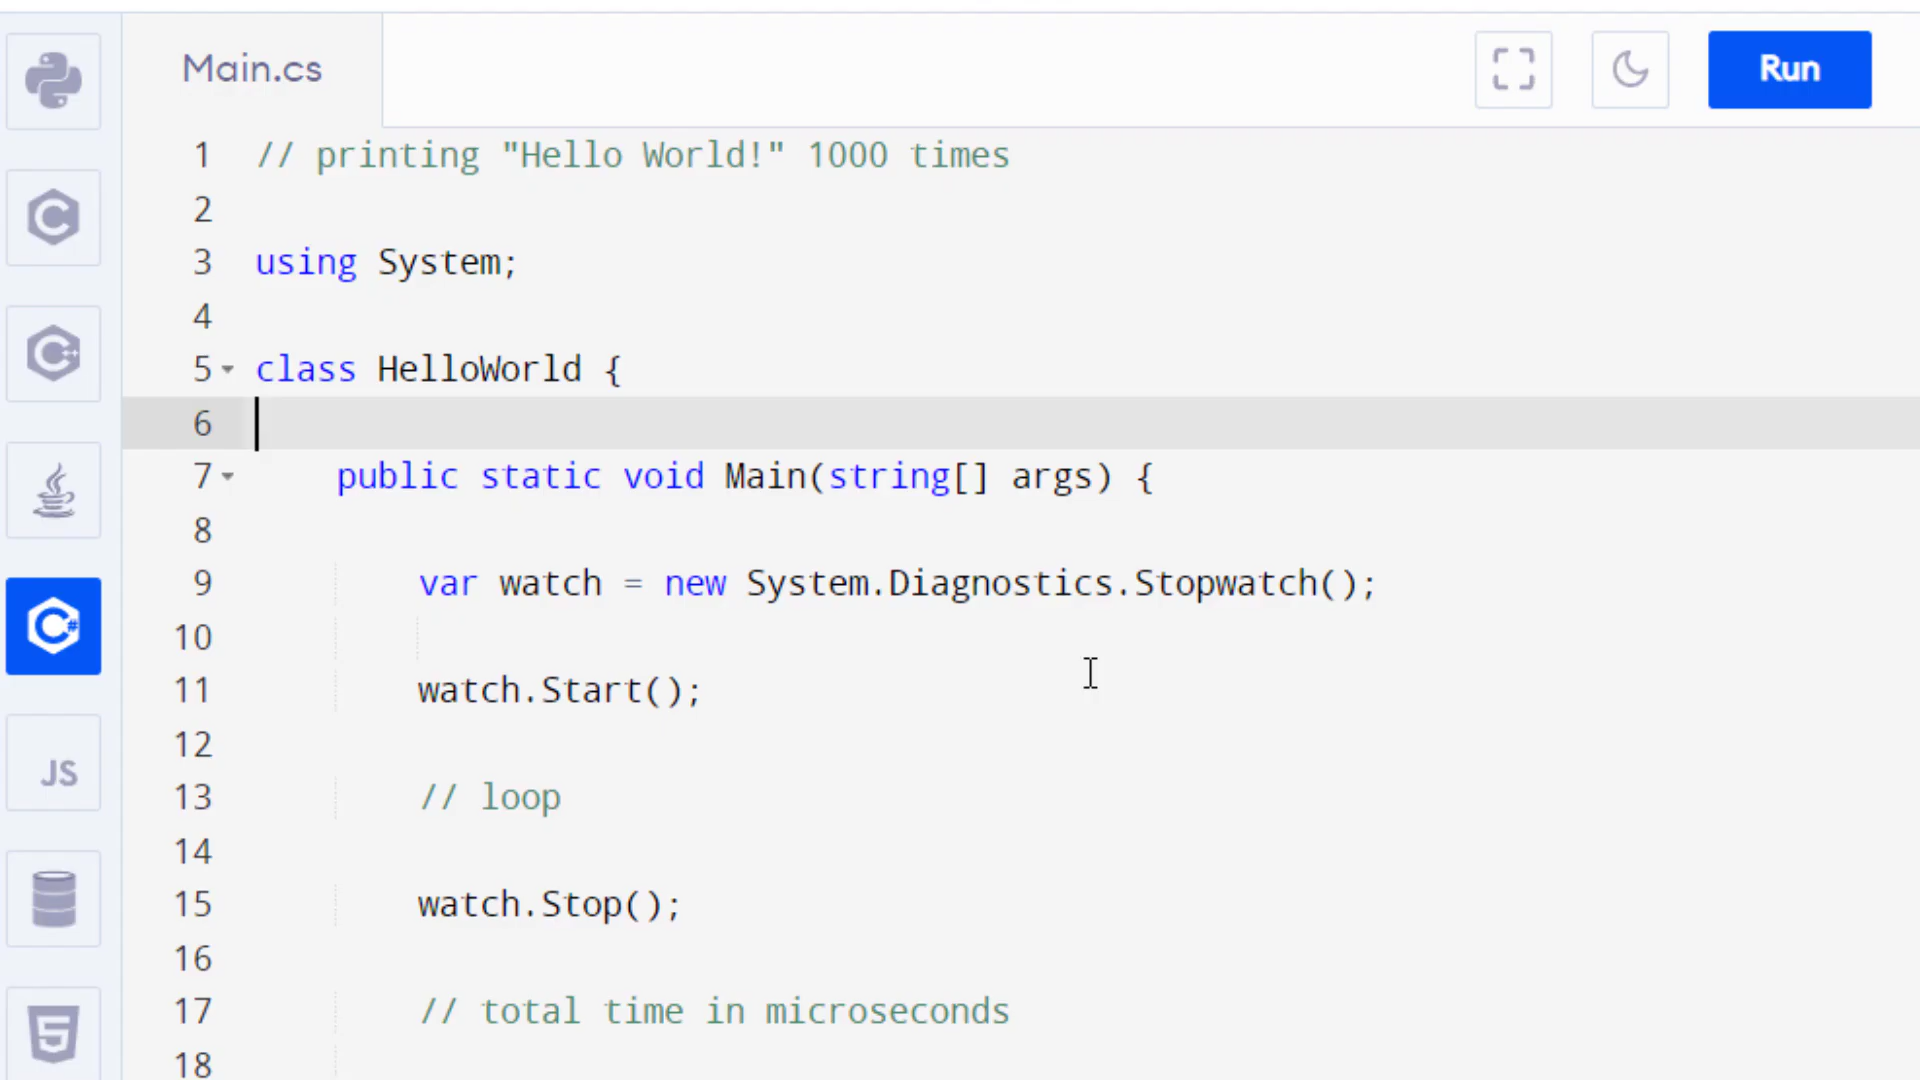 Main.cs
Run
1 // printing "Hello World!" 1000 times
2
3 using System;
4
5 class HelloWorld {
6
7 public static void Main(string[] args) {
8
9 var watch = new System.Diagnostics.Stopwatch();
10
11 watch.Start();
12
13 // loop
14
15 watch.Stop();
16
17 // total time in microseconds
18
C
C++
C#
JS
5